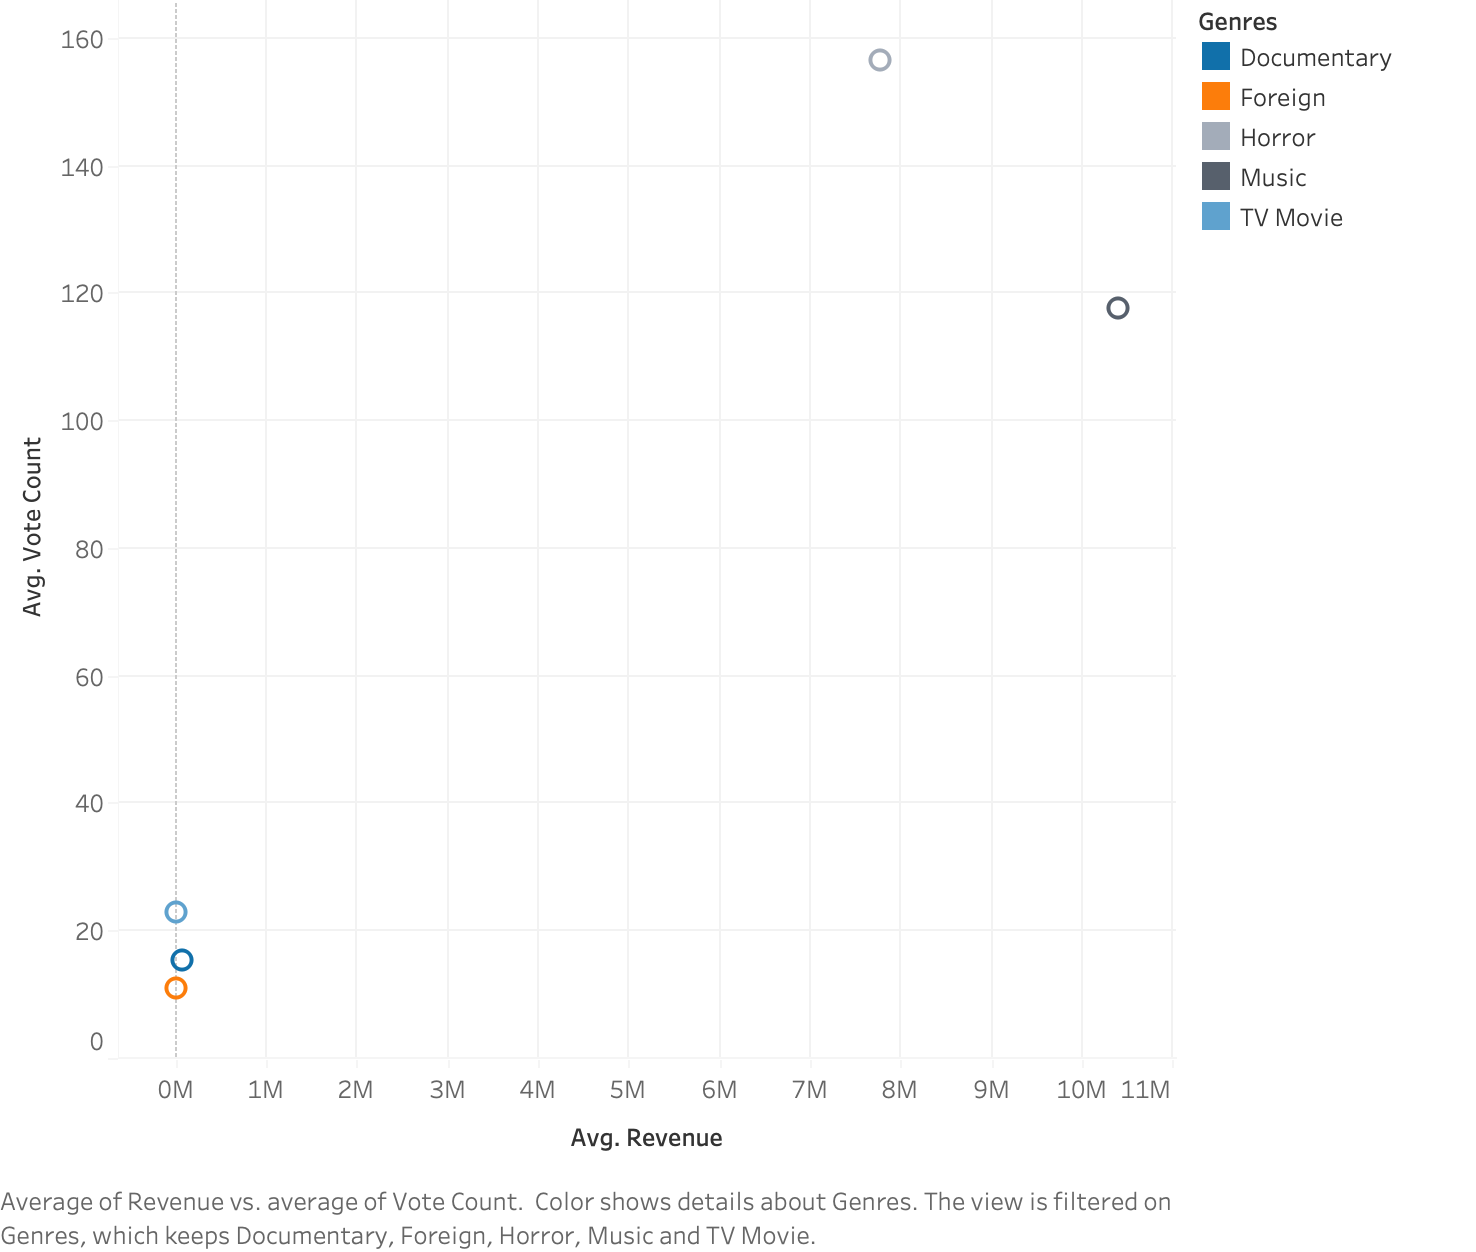 160
140
120
100
80
60
40
20
0
Avg. Vote Count
0M 1M 2M 3M 4M 5M 6M 7M 8M 9M 10M 11M
Avg. Revenue
Genres
Documentary
Foreign
Horror
Music
TV Movie
Average of Revenue vs. average of Vote Count.  Color shows details about Genres. The view is filtered on
Genres, which keeps Documentary, Foreign, Horror, Music and TV Movie.